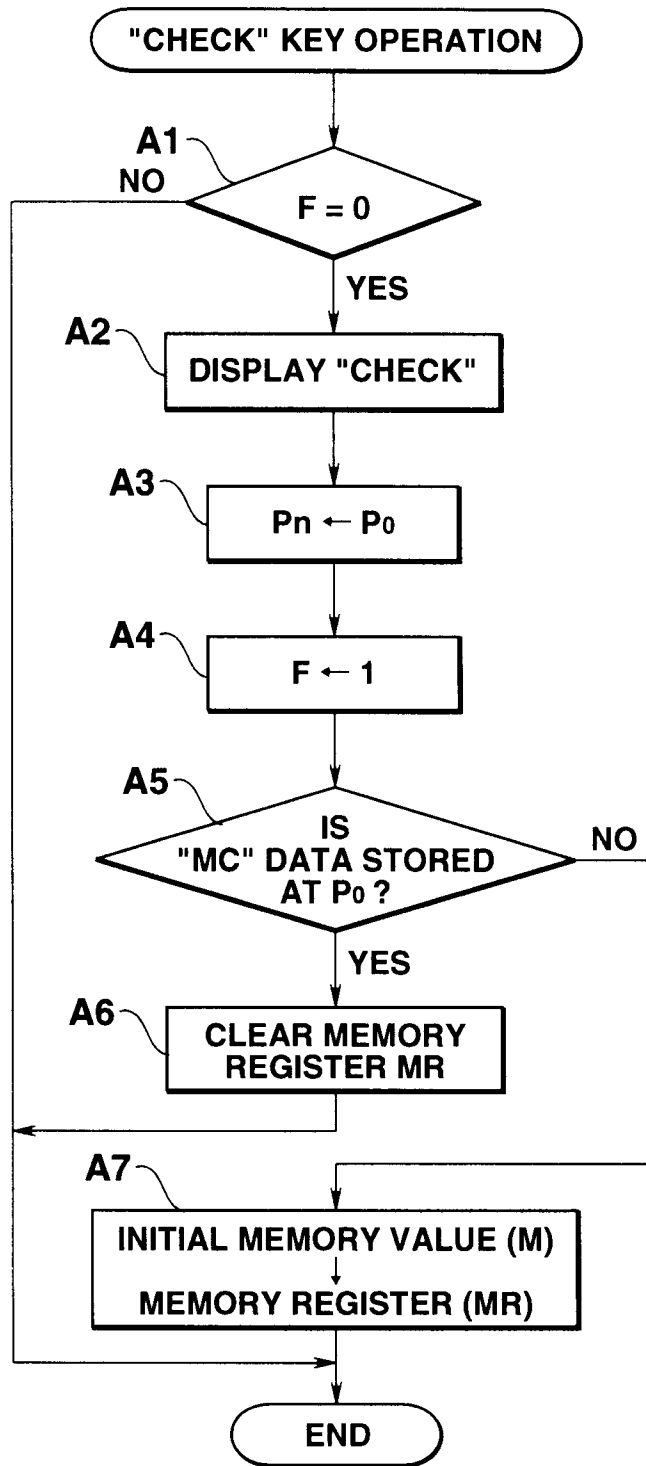 "CHECK" KEY OPERATION
A1
NO
F = 0
YES
A2
DISPLAY "CHECK"
A3
Pn ← P0
A4
F ← 1
A5
IS
"MC" DATA STORED
AT P0 ?
NO
YES
A6
CLEAR MEMORY
REGISTER MR
A7
INITIAL MEMORY VALUE (M)
↓
MEMORY REGISTER (MR)
END